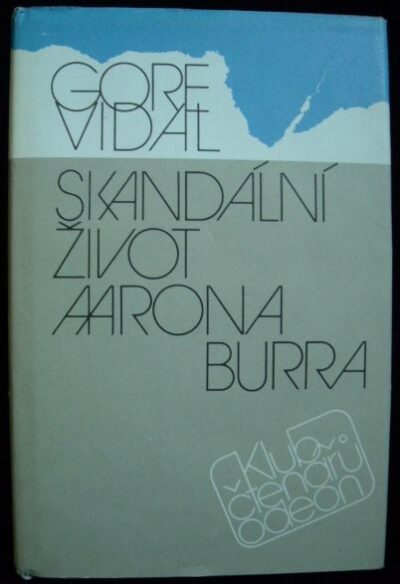 GORE
VIDAL
SKANDÁLNÍ
ŽIVOT
AARONA
BURRA
klub
čtenářů
odeon